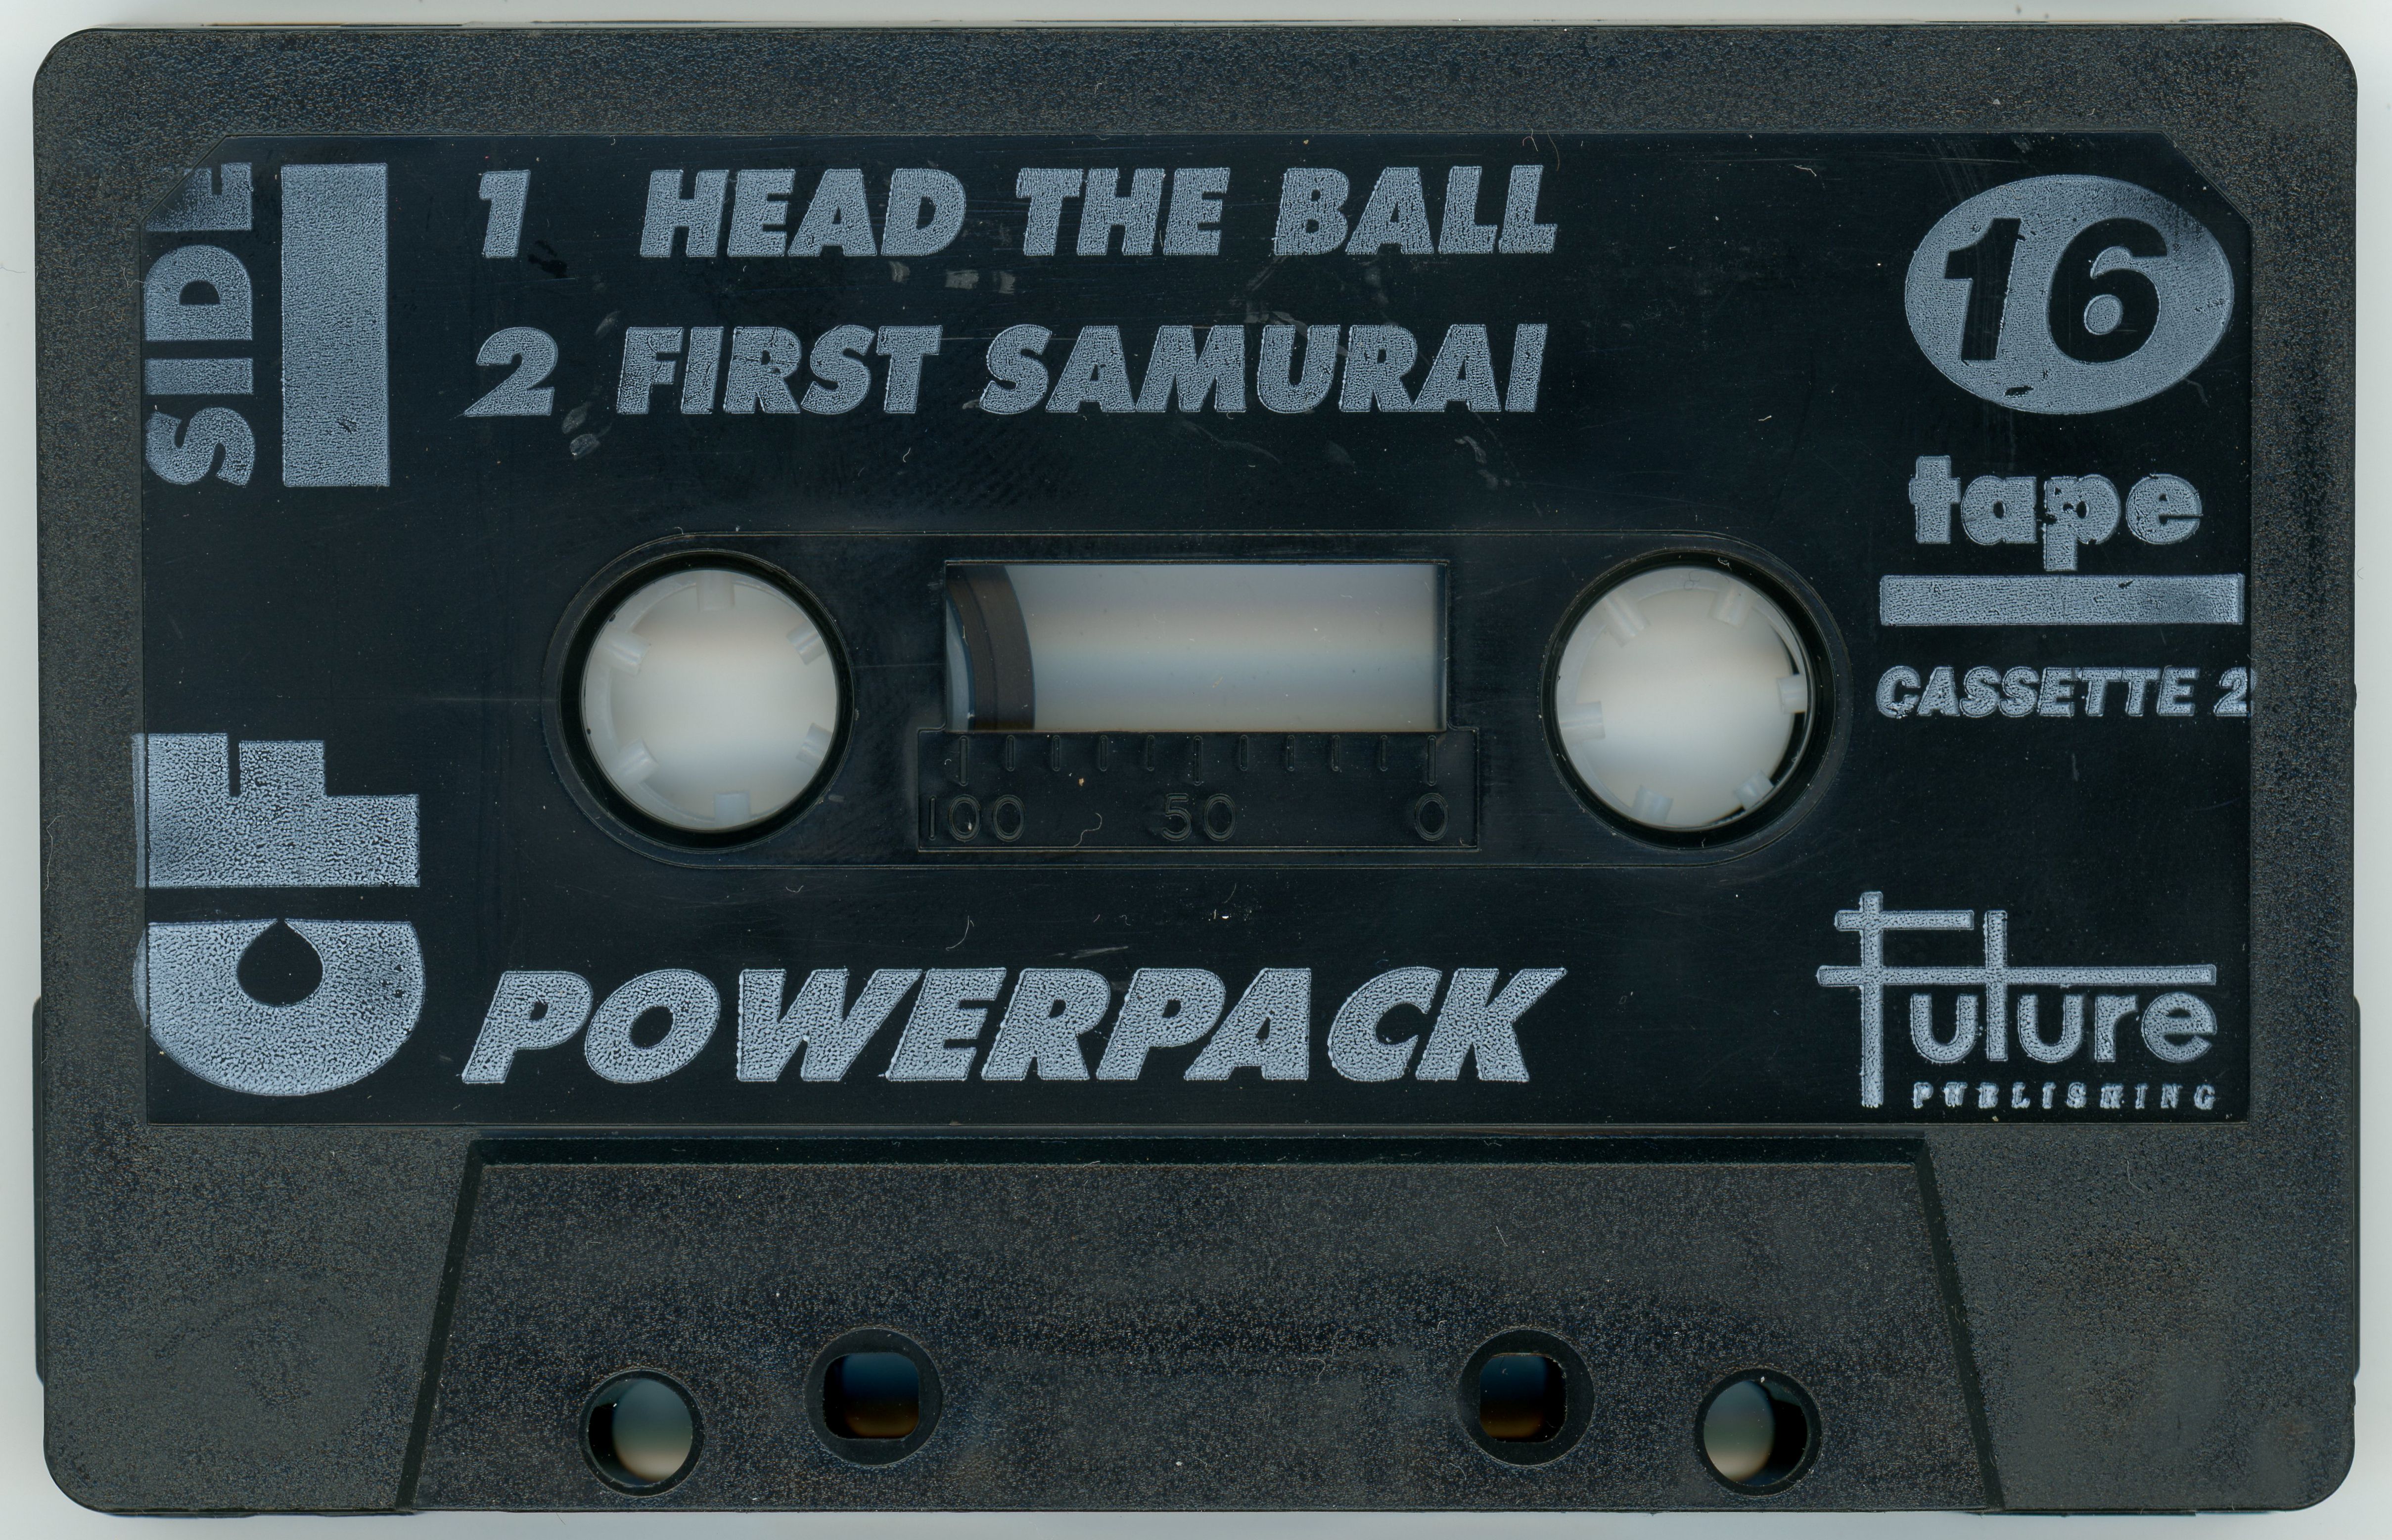 SIDE 1
1 HEAD THE BALL
2 FIRST SAMURAI
16
tape
CASSETTE 2
100 50 0
CF
POWERPACK
Future
PUBLISHING